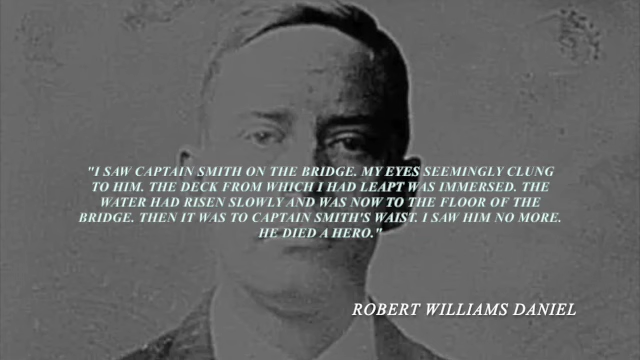 "I SAW CAPTAIN SMITH ON THE BRIDGE. MY EYES SEEMINGLY CLUNG
TO HIM. THE DECK FROM WHICH I HAD LEAPT WAS IMMERSED. THE
WATER HAD RISEN SLOWLY AND WAS NOW TO THE FLOOR OF THE
BRIDGE. THEN IT WAS TO CAPTAIN SMITH'S WAIST. I SAW HIM NO MORE.
HE DIED A HERO."
ROBERT WILLIAMS DANIEL